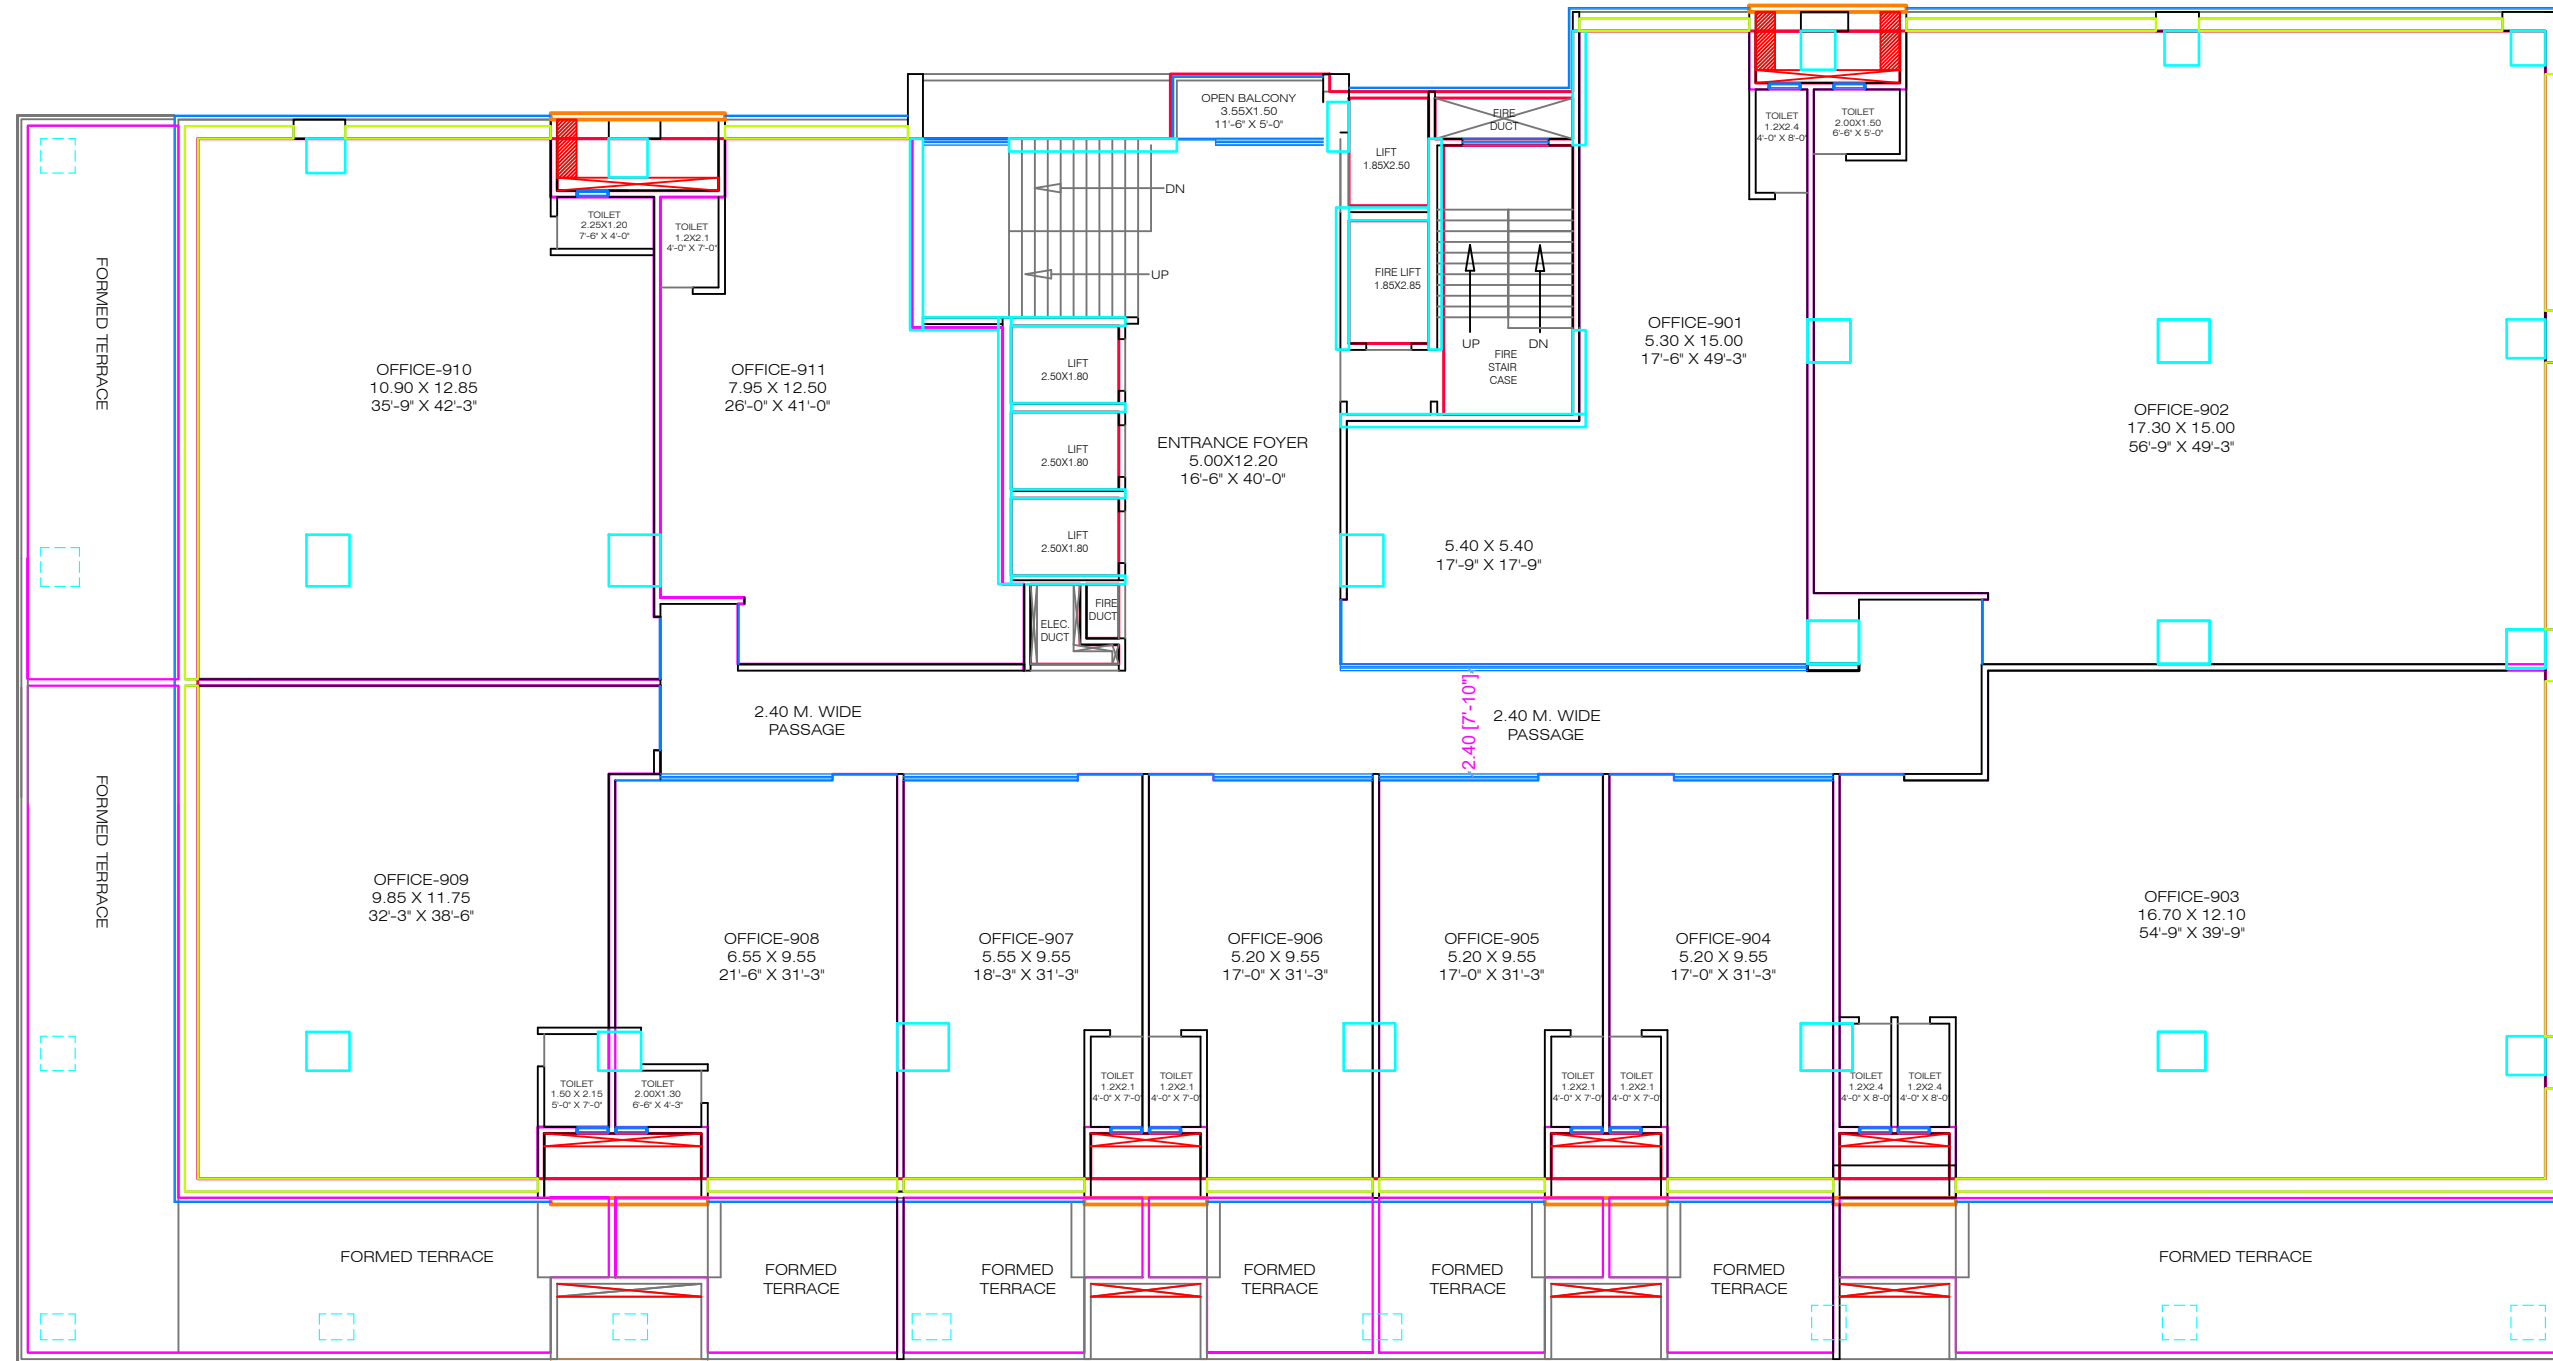 OPEN BALCONY
3.55X1.50
11'-6" X 5'-0"
FIRE
DUCT
TOILET
1.2X2.4
4'-0" X 8'-0"
TOILET
2.00X1.50
6'-6" X 5'-0"
LIFT
1.85X2.50
DN
UP
TOILET
2.25X1.20
7'-6" X 4'-0"
TOILET
1.2X2.1
4'-0" X 7'-0"
FIRE LIFT
1.85X2.85
UP
DN
FIRE
STAIR
CASE
FORMED TERRACE
OFFICE-910
10.90 X 12.85
35'-9" X 42'-3"
OFFICE-911
7.95 X 12.50
26'-0" X 41'-0"
LIFT
2.50X1.80
LIFT
2.50X1.80
LIFT
2.50X1.80
ENTRANCE FOYER
5.00X12.20
16'-6" X 40'-0"
OFFICE-901
5.30 X 15.00
17'-6" X 49'-3"
5.40 X 5.40
17'-9" X 17'-9"
OFFICE-902
17.30 X 15.00
56'-9" X 49'-3"
ELEC.
DUCT
FIRE
DUCT
2.40 M. WIDE
PASSAGE
2.40 [7'-10"]
2.40 M. WIDE
PASSAGE
FORMED TERRACE
OFFICE-909
9.85 X 11.75
32'-3" X 38'-6"
OFFICE-908
6.55 X 9.55
21'-6" X 31'-3"
OFFICE-907
5.55 X 9.55
18'-3" X 31'-3"
OFFICE-906
5.20 X 9.55
17'-0" X 31'-3"
OFFICE-905
5.20 X 9.55
17'-0" X 31'-3"
OFFICE-904
5.20 X 9.55
17'-0" X 31'-3"
OFFICE-903
16.70 X 12.10
54'-9" X 39'-9"
TOILET
1.50 X 2.15
5'-0" X 7'-0"
TOILET
2.00X1.30
6'-6" X 4'-3"
TOILET
1.2X2.1
4'-0" X 7'-0"
TOILET
1.2X2.1
4'-0" X 7'-0"
TOILET
1.2X2.1
4'-0" X 7'-0"
TOILET
1.2X2.1
4'-0" X 7'-0"
TOILET
1.2X2.4
4'-0" X 8'-0"
TOILET
1.2X2.4
4'-0" X 8'-0"
FORMED TERRACE
FORMED
TERRACE
FORMED
TERRACE
FORMED
TERRACE
FORMED
TERRACE
FORMED
TERRACE
FORMED TERRACE